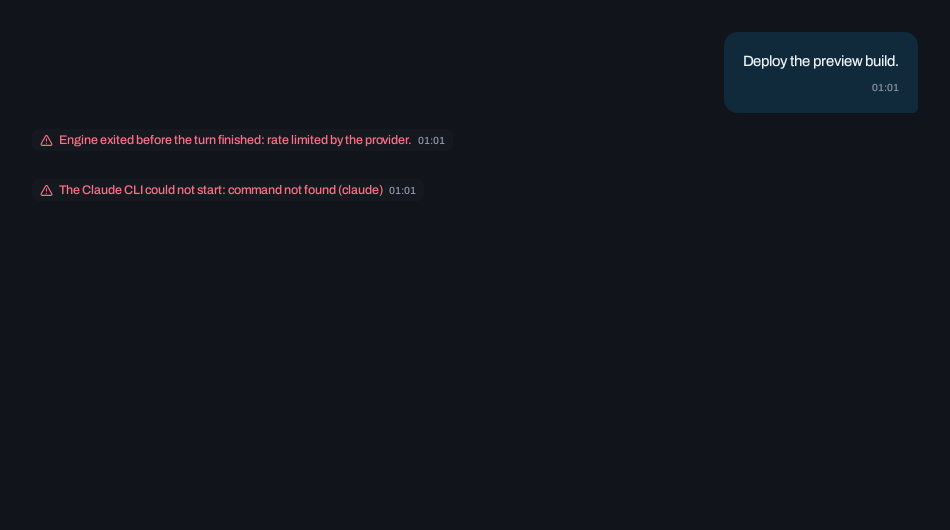 Deploy the preview build.
01:01
Engine exited before the turn finished: rate limited by the provider. 01:01
The Claude CLI could not start: command not found (claude) 01:01